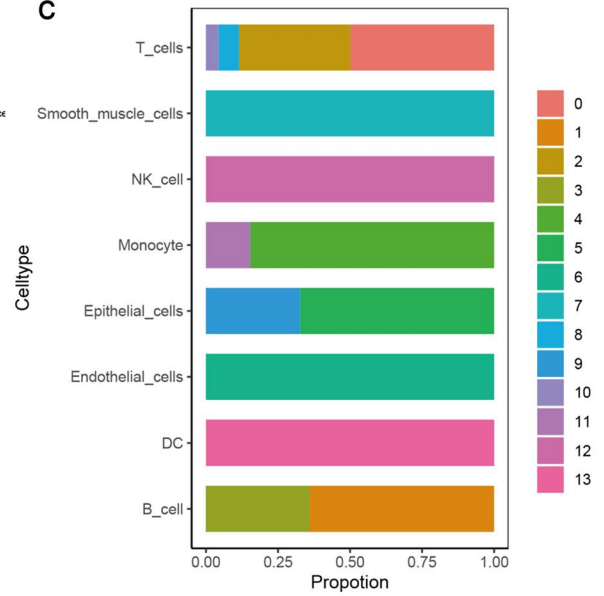 C
T_cells
Smooth_muscle_cells
NK_cell
Monocyte
Epithelial_cells
Endothelial_cells
DC
B_cell
Celltype
0.00 0.25 0.50 0.75 1.00
Propotion
0
1
2
3
4
5
6
7
8
9
10
11
12
13